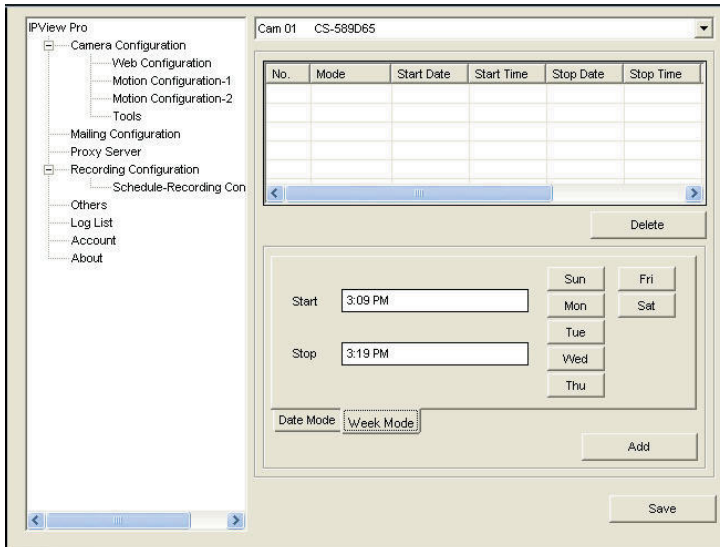 IPView Pro
Camera Configuration
Web Configuration
Motion Configuration-1
Motion Configuration-2
Tools
Mailing Configuration
Proxy Server
Recording Configuration
Schedule-Recording Con
Others
Log List
Account
About
Cam 01 CS-589D65
No. Mode Start Date Start Time Stop Date Stop Time
Delete
Start 3:09 PM
Stop 3:19 PM
Sun Fri
Mon Sat
Tue
Wed
Thu
Date Mode Week Mode
Add
Save